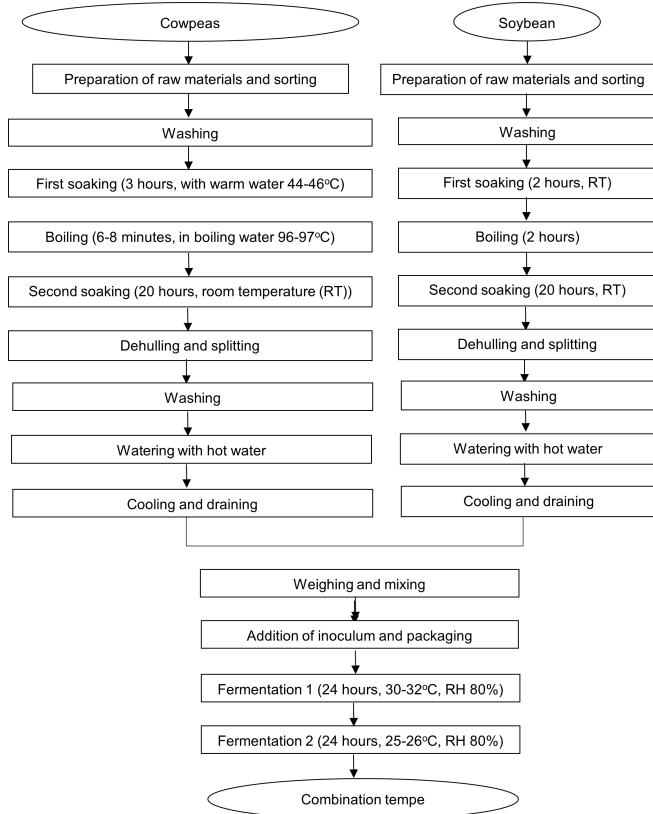 Cowpeas
Preparation of raw materials and sorting
Washing
First soaking (3 hours, with warm water 44-46ºC)
Boiling (6-8 minutes, in boiling water 96-97ºC)
Second soaking (20 hours, room temperature (RT))
Dehulling and splitting
Washing
Watering with hot water
Cooling and draining
Soybean
Preparation of raw materials and sorting
Washing
First soaking (2 hours, RT)
Boiling (2 hours)
Second soaking (20 hours, RT)
Dehulling and splitting
Washing
Watering with hot water
Cooling and draining
Weighing and mixing
Addition of inoculum and packaging
Fermentation 1 (24 hours, 30-32ºC, RH 80%)
Fermentation 2 (24 hours, 25-26ºC, RH 80%)
Combination tempe